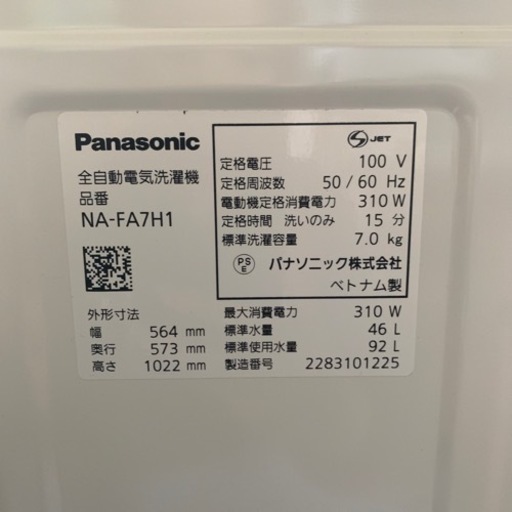 Panasonic
全自動電気洗濯機
品番
NA-FA7H1
外形寸法
幅 564 mm
奥行 573 mm
高さ 1022 mm
S JET
定格電圧 100 V
定格周波数 50 / 60 Hz
電動機定格消費電力 310 W
定格時間 洗いのみ 15 分
標準洗濯容量 7.0 kg
PSE パナソニック株式会社
ベトナム製
最大消費電力 310 W
標準水量 46 L
標準使用水量 92 L
製造番号 2283101225